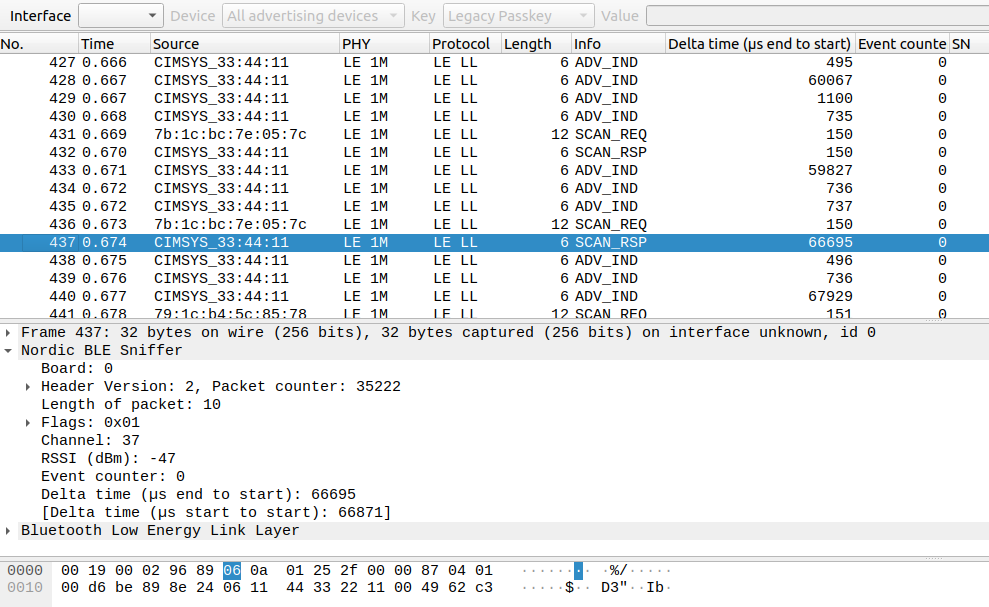 Interface Device All advertising devices Key Legacy Passkey Value
No. Time Source PHY Protocol Length Info Delta time (µs end to start) Event counte SN
427 0.666 CIMSYS_33:44:11 LE 1M LE LL 6 ADV_IND 495 0
428 0.667 CIMSYS_33:44:11 LE 1M LE LL 6 ADV_IND 60067 0
429 0.667 CIMSYS_33:44:11 LE 1M LE LL 6 ADV_IND 1100 0
430 0.668 CIMSYS_33:44:11 LE 1M LE LL 6 ADV_IND 735 0
431 0.669 7b:1c:bc:7e:05:7c LE 1M LE LL 12 SCAN_REQ 150 0
432 0.670 CIMSYS_33:44:11 LE 1M LE LL 6 SCAN_RSP 150 0
433 0.671 CIMSYS_33:44:11 LE 1M LE LL 6 ADV_IND 59827 0
434 0.672 CIMSYS_33:44:11 LE 1M LE LL 6 ADV_IND 736 0
435 0.672 CIMSYS_33:44:11 LE 1M LE LL 6 ADV_IND 737 0
436 0.673 7b:1c:bc:7e:05:7c LE 1M LE LL 12 SCAN_REQ 150 0
437 0.674 CIMSYS_33:44:11 LE 1M LE LL 6 SCAN_RSP 66695 0
438 0.675 CIMSYS_33:44:11 LE 1M LE LL 6 ADV_IND 496 0
439 0.676 CIMSYS_33:44:11 LE 1M LE LL 6 ADV_IND 736 0
440 0.677 CIMSYS_33:44:11 LE 1M LE LL 6 ADV_IND 67929 0
441 0.678 79:1c:b4:5c:85:78 LE 1M LE LL 12 SCAN_REQ 151 0
Frame 437: 32 bytes on wire (256 bits), 32 bytes captured (256 bits) on interface unknown, id 0
Nordic BLE Sniffer
Board: 0
Header Version: 2, Packet counter: 35222
Length of packet: 10
Flags: 0x01
Channel: 37
RSSI (dBm): -47
Event counter: 0
Delta time (µs end to start): 66695
[Delta time (µs start to start): 66871]
Bluetooth Low Energy Link Layer
0000 00 19 00 02 96 89 06 0a 01 25 2f 00 00 87 04 01 ········ ·%/·····
0010 00 d6 be 89 8e 24 06 11 44 33 22 11 00 49 62 c3 ·····$·· D3"··Ib·